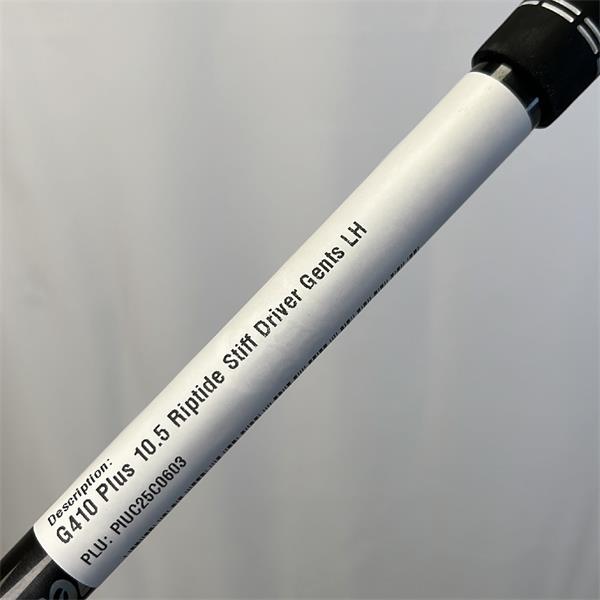 Description:
G410 Plus 10.5 Riptide Stiff Driver Gents LH
PLU: PIUC25C0603